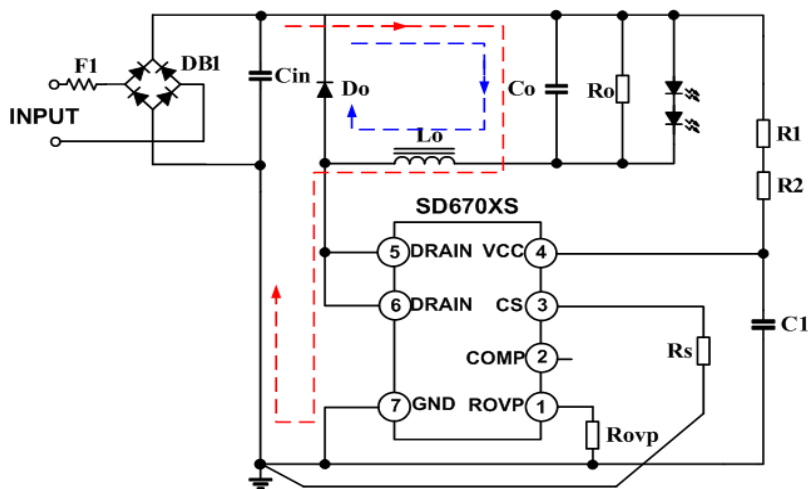 F1
DB1
Cin
Do
Co
Ro
INPUT
Lo
R1
R2
SD670XS
5 DRAIN VCC 4
6 DRAIN CS 3
C1
Rs
COMP 2
7 GND ROVP 1
Rovp